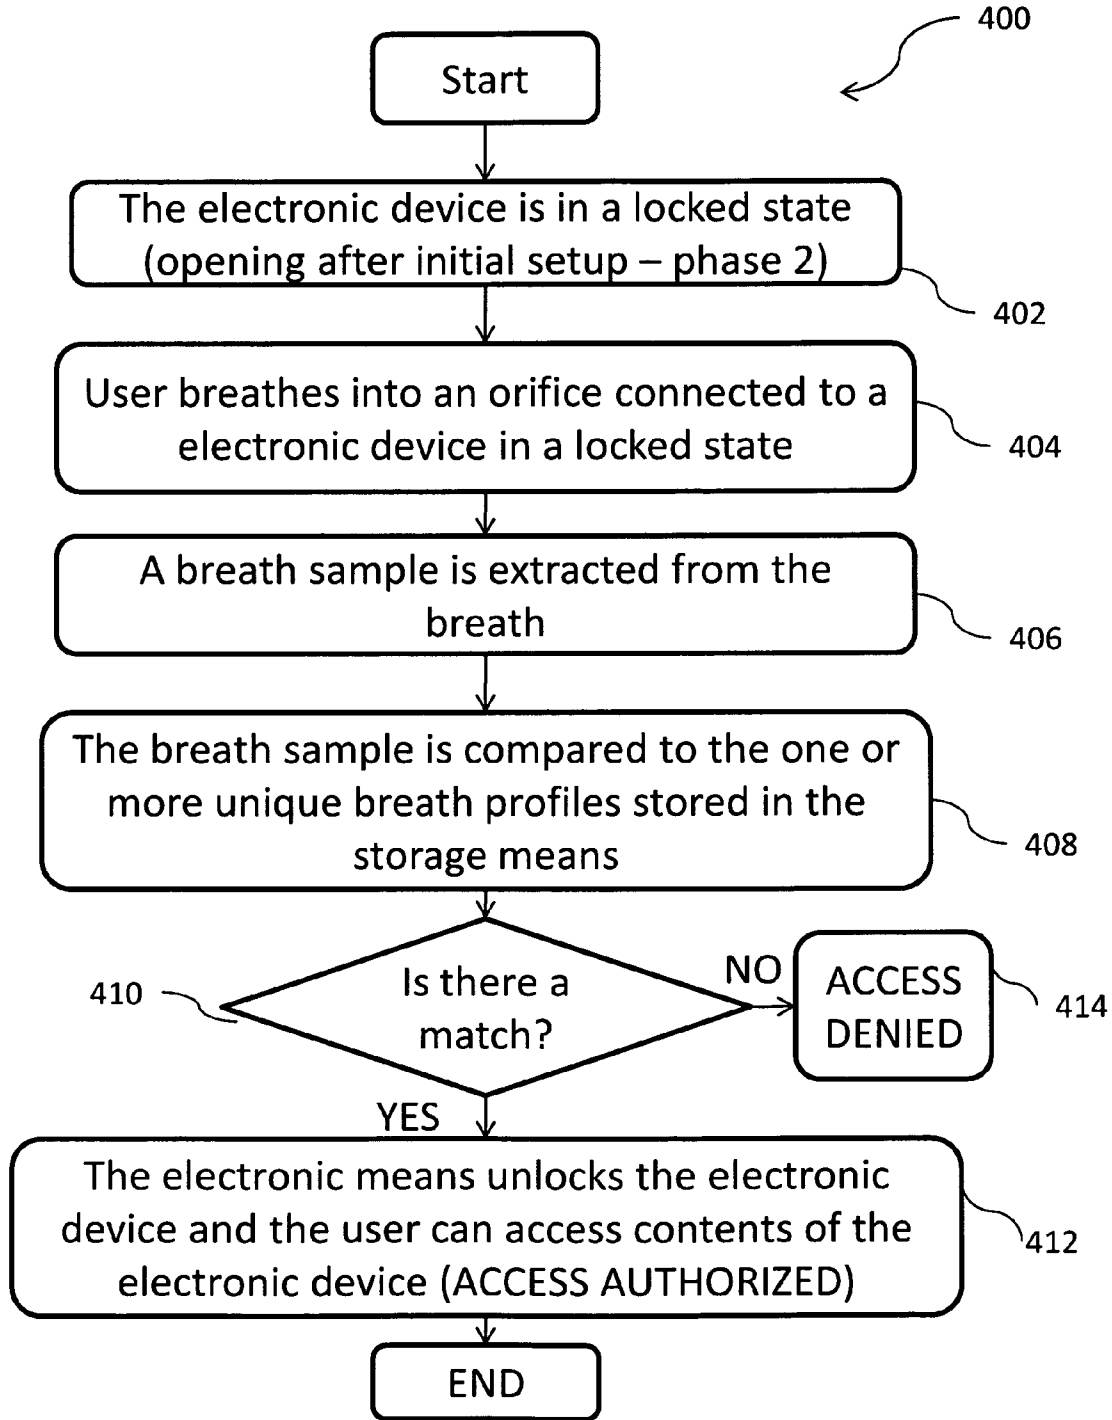 400
Start
The electronic device is in a locked state
(opening after initial setup – phase 2)
402
User breathes into an orifice connected to a
electronic device in a locked state
404
A breath sample is extracted from the
breath
406
The breath sample is compared to the one or
more unique breath profiles stored in the
storage means
408
410
Is there a
match?
NO
ACCESS
DENIED
414
YES
The electronic means unlocks the electronic
device and the user can access contents of the
electronic device (ACCESS AUTHORIZED)
412
END